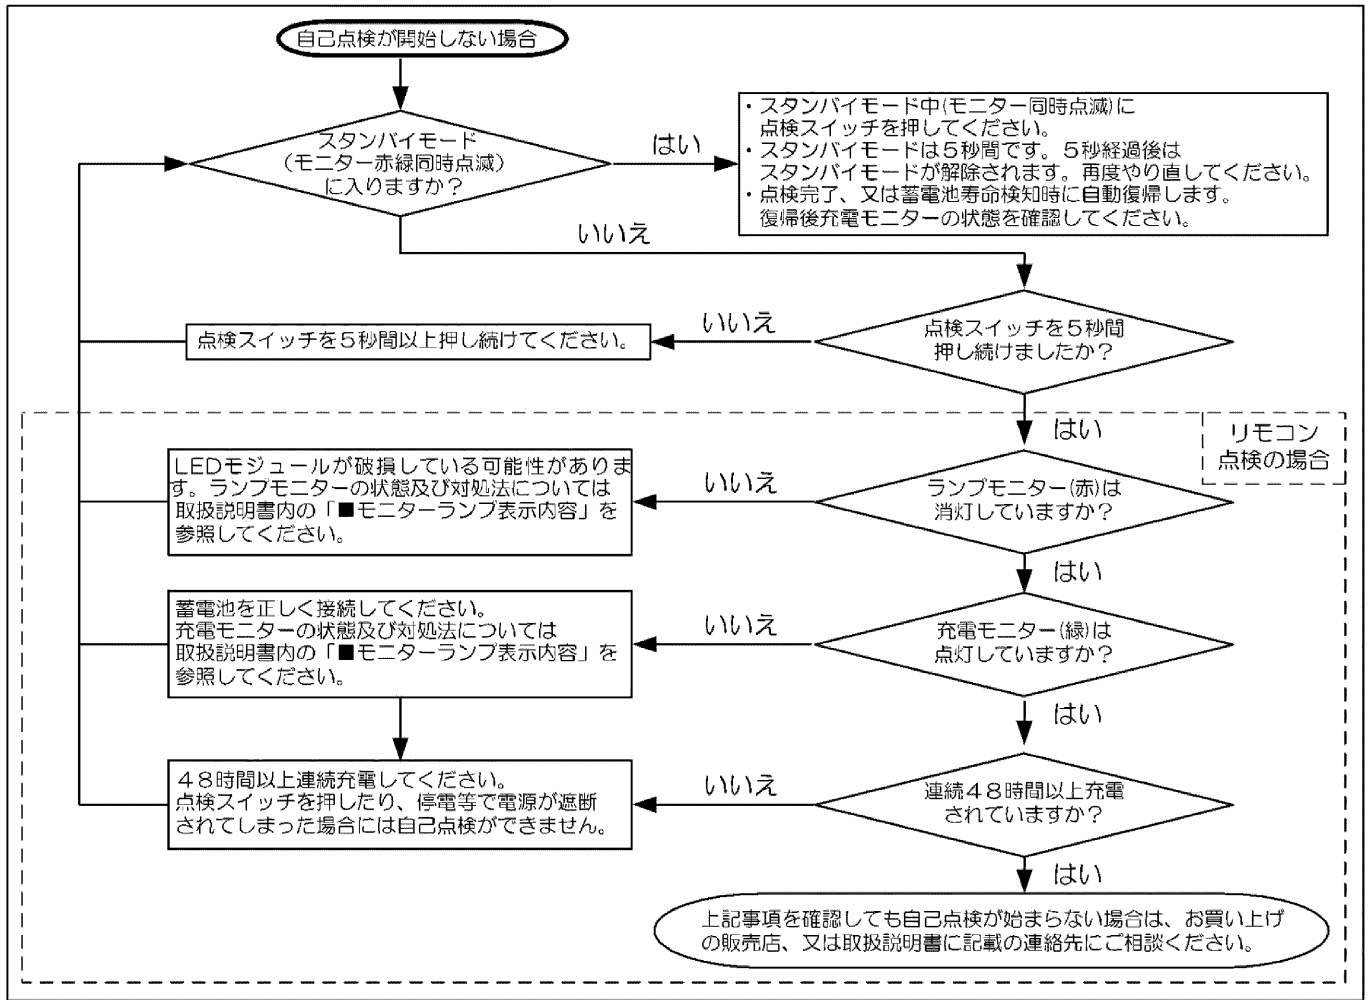 自己点検が開始しない場合
スタンバイモード
(モニター赤緑同時点滅)
に入りますか？
はい
・スタンバイモード中(モニター同時点滅)に
点検スイッチを押してください。
・スタンバイモードは５秒間です。５秒経過後は
スタンバイモードが解除されます。再度やり直してください。
・点検完了、又は蓄電池寿命検知時に自動復帰します。
復帰後充電モニターの状態を確認してください。
いいえ
点検スイッチを５秒間
押し続けましたか？
いいえ
点検スイッチを５秒間以上押し続けてください。
はい
リモコン
点検の場合
ランプモニター(赤)は
消灯していますか？
いいえ
ＬＥＤモジュールが破損している可能性がありま
す。ランプモニターの状態及び対処法については
取扱説明書内の「■モニターランプ表示内容」を
参照してください。
はい
充電モニター(緑)は
点灯していますか？
いいえ
蓄電池を正しく接続してください。
充電モニターの状態及び対処法については
取扱説明書内の「■モニターランプ表示内容」を
参照してください。
はい
連続４８時間以上充電
されていますか？
いいえ
４８時間以上連続充電してください。
点検スイッチを押したり、停電等で電源が遮断
されてしまった場合には自己点検ができません。
はい
上記事項を確認しても自己点検が始まらない場合は、お買い上げ
の販売店、又は取扱説明書に記載の連絡先にご相談ください。